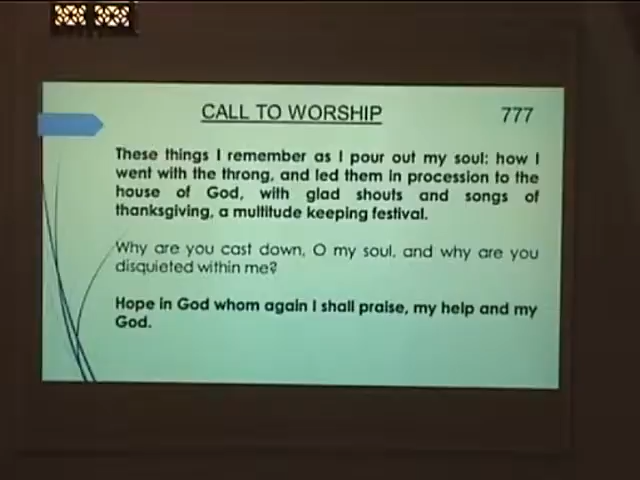 CALL TO WORSHIP 777
These things I remember as I pour out my soul: how I
went with the throng, and led them in procession to the
house of God, with glad shouts and songs of
thanksgiving, a multitude keeping festival.
Why are you cast down, O my soul, and why are you
disquieted within me?
Hope in God whom again I shall praise, my help and my
God.